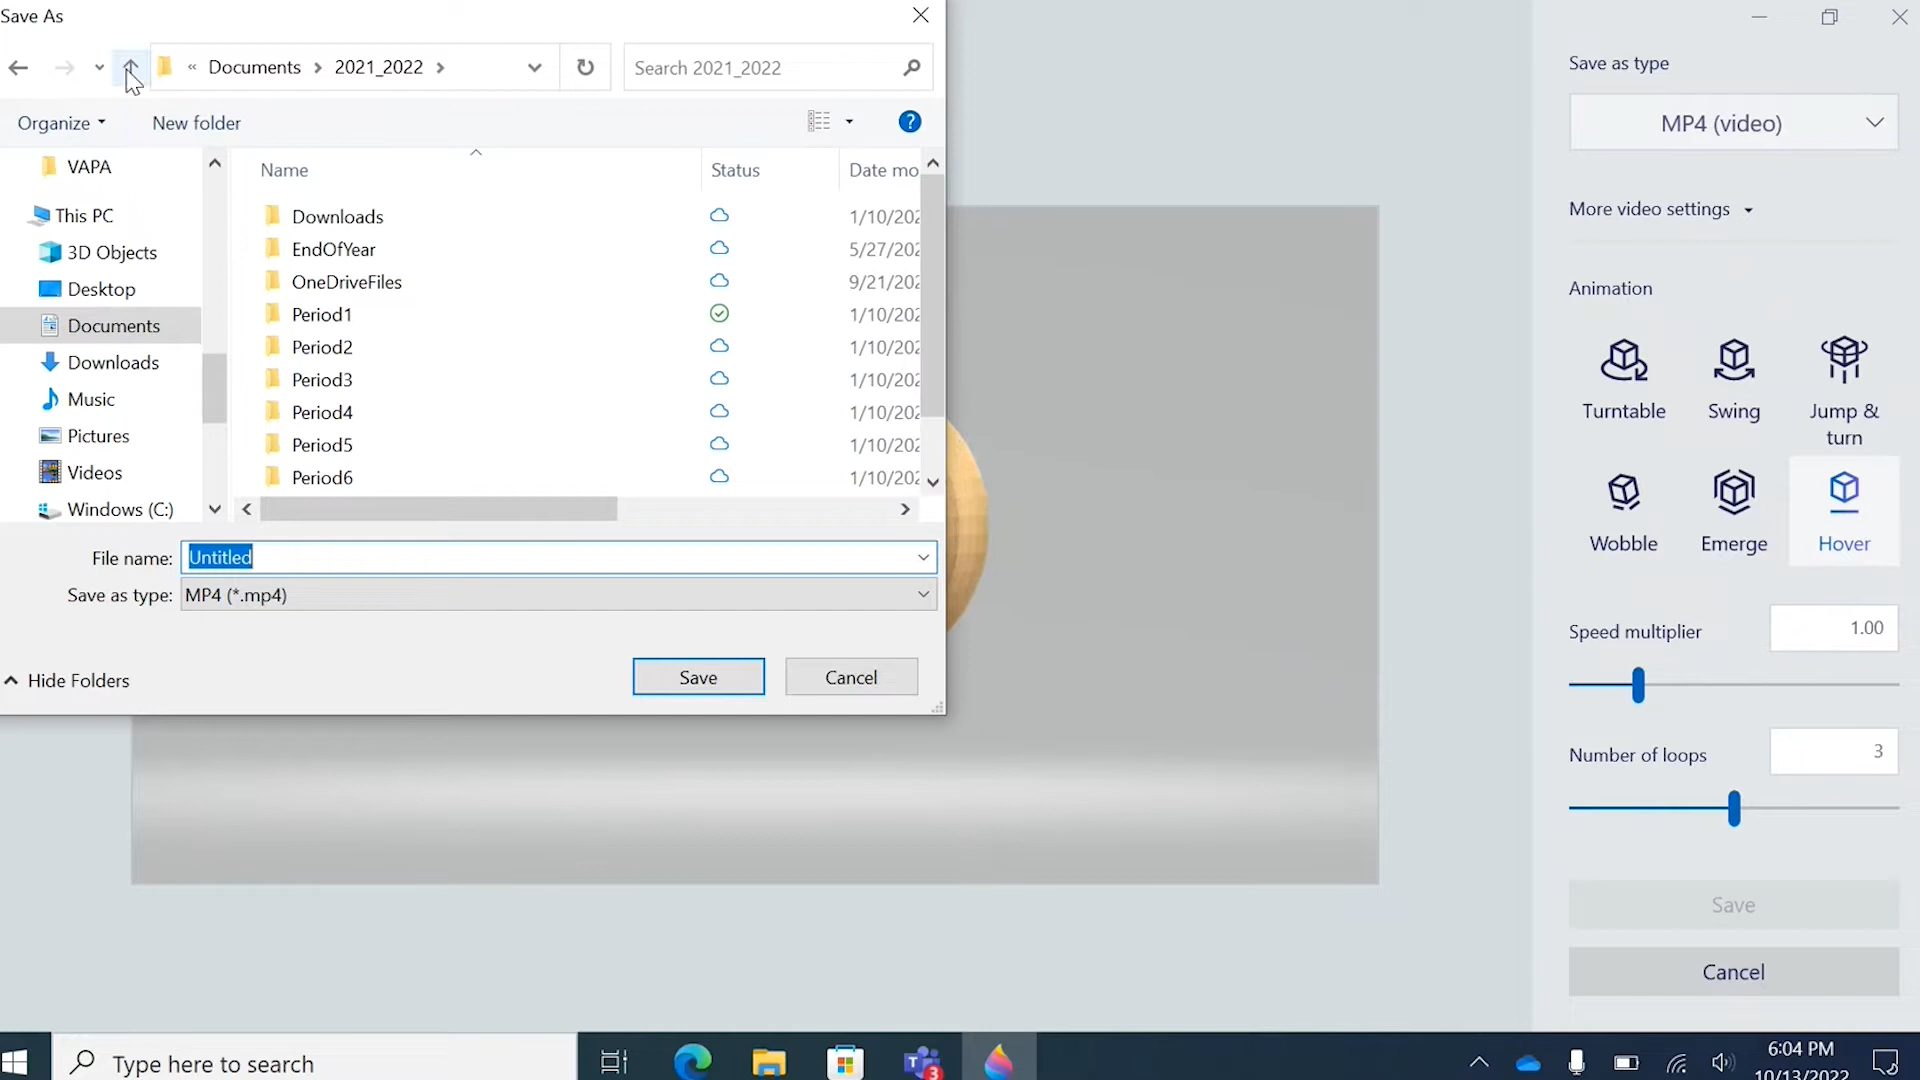 Save As
« Documents > 2021_2022 >
Search 2021_2022
Organize
New folder
?
VAPA
This PC
3D Objects
Desktop
Documents
Downloads
Music
Pictures
Videos
Windows (C:)
Name Status Date mo
Downloads 1/10/202
EndOfYear 5/27/202
OneDriveFiles 9/21/202
Period1 1/10/202
Period2 1/10/202
Period3 1/10/202
Period4 1/10/202
Period5 1/10/202
Period6 1/10/202
File name: Untitled
Save as type: MP4 (*.mp4)
Hide Folders
Save
Cancel
Save as type
MP4 (video)
More video settings
Animation
Turntable
Swing
Jump &
turn
Wobble
Emerge
Hover
Speed multiplier 1.00
Number of loops 3
Save
Cancel
Type here to search
T 3
6:04 PM
10/13/2022